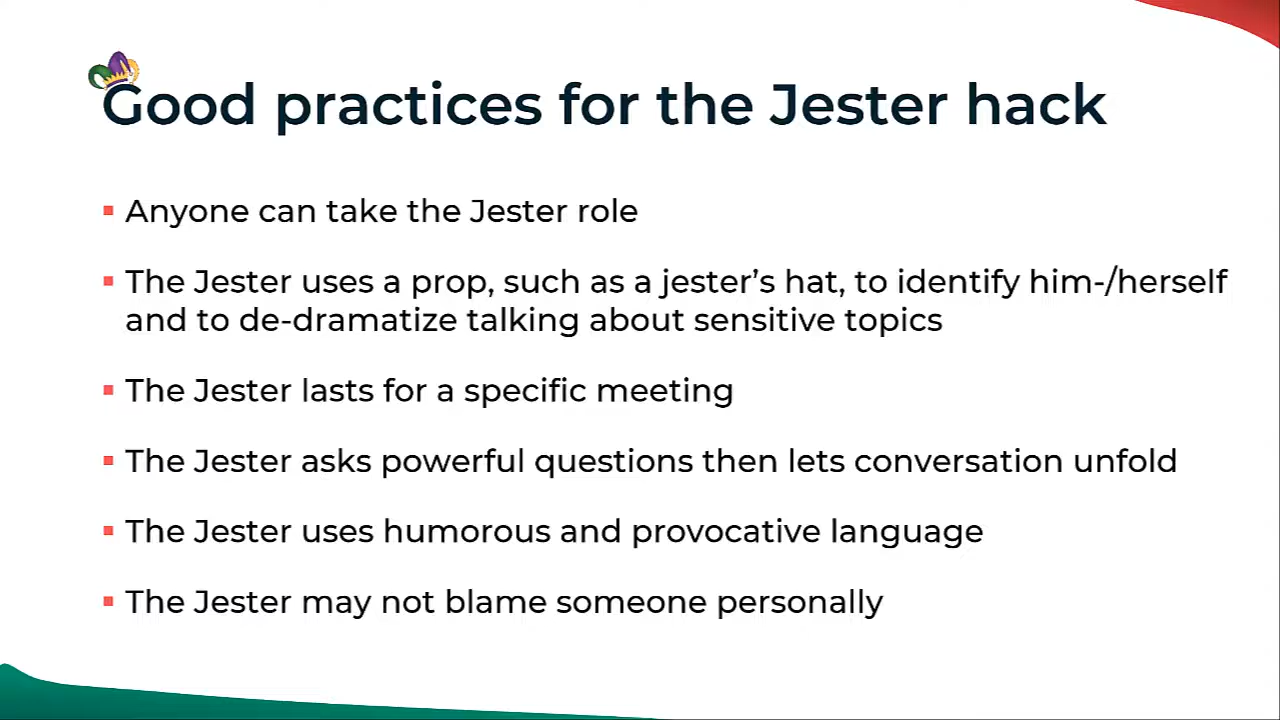 Good practices for the Jester hack
▪ Anyone can take the Jester role
▪ The Jester uses a prop, such as a jester’s hat, to identify him-/herself
and to de-dramatize talking about sensitive topics
▪ The Jester lasts for a specific meeting
▪ The Jester asks powerful questions then lets conversation unfold
▪ The Jester uses humorous and provocative language
▪ The Jester may not blame someone personally